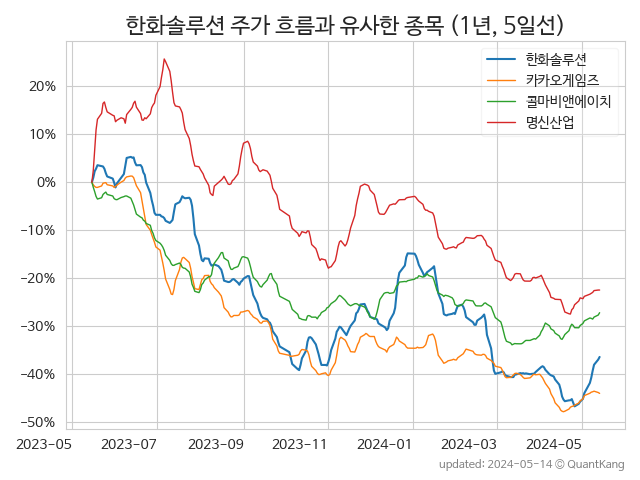 한화솔루션 주가 흐름과 유사한 종목 (1년, 5일선)
한화솔루션
카카오게임즈
콜마비앤에이치
명신산업
20%
10%
0%
−10%
−20%
−30%
−40%
−50%
2023-05 2023-07 2023-09 2023-11 2024-01 2024-03 2024-05
updated: 2024-05-14 © QuantKang